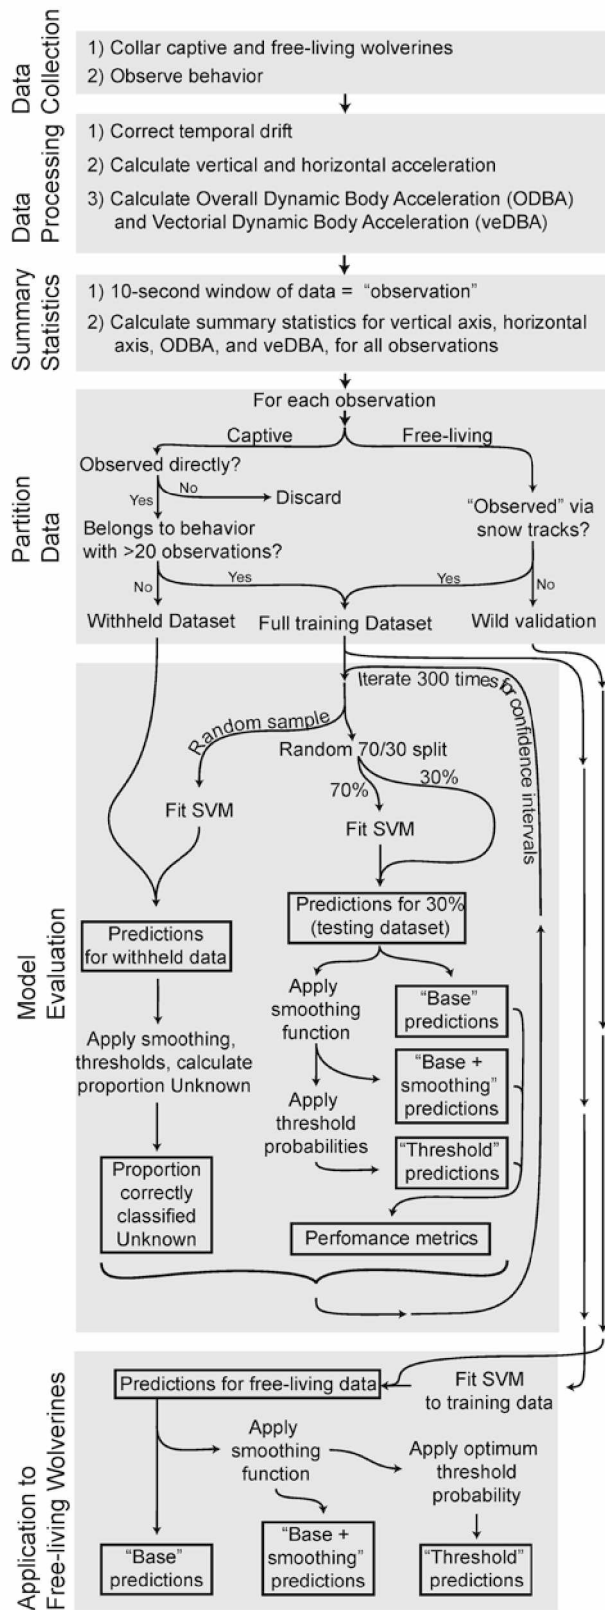 Data
Collection
1) Collar captive and free-living wolverines
2) Observe behavior
Data
Processing
1) Correct temporal drift
2) Calculate vertical and horizontal acceleration
3) Calculate Overall Dynamic Body Acceleration (ODBA)
and Vectorial Dynamic Body Acceleration (veDBA)
Summary
Statistics
1) 10-second window of data = "observation"
2) Calculate summary statistics for vertical axis, horizontal
axis, ODBA, and veDBA, for all observations
Partition
Data
For each observation
Captive
Free-living
Observed directly?
No
Discard
Yes
Belongs to behavior
with >20 observations?
"Observed" via
snow tracks?
No
Yes
Yes
No
Withheld Dataset
Full training Dataset
Wild validation
Model
Evaluation
Iterate 300 times for confidence intervals
Random sample
Random 70/30 split
70%
30%
Fit SVM
Fit SVM
Predictions
for withheld data
Predictions for 30%
(testing dataset)
Apply
smoothing
function
"Base"
predictions
Apply smoothing,
thresholds, calculate
proportion Unknown
"Base +
smoothing"
predictions
Apply
threshold
probabilities
"Threshold"
predictions
Proportion
correctly
classified
Unknown
Perfomance metrics
Application to
Free-living Wolverines
Predictions for free-living data
Fit SVM
to training data
Apply
smoothing
function
Apply optimum
threshold
probability
"Base"
predictions
"Base +
smoothing"
predictions
"Threshold"
predictions